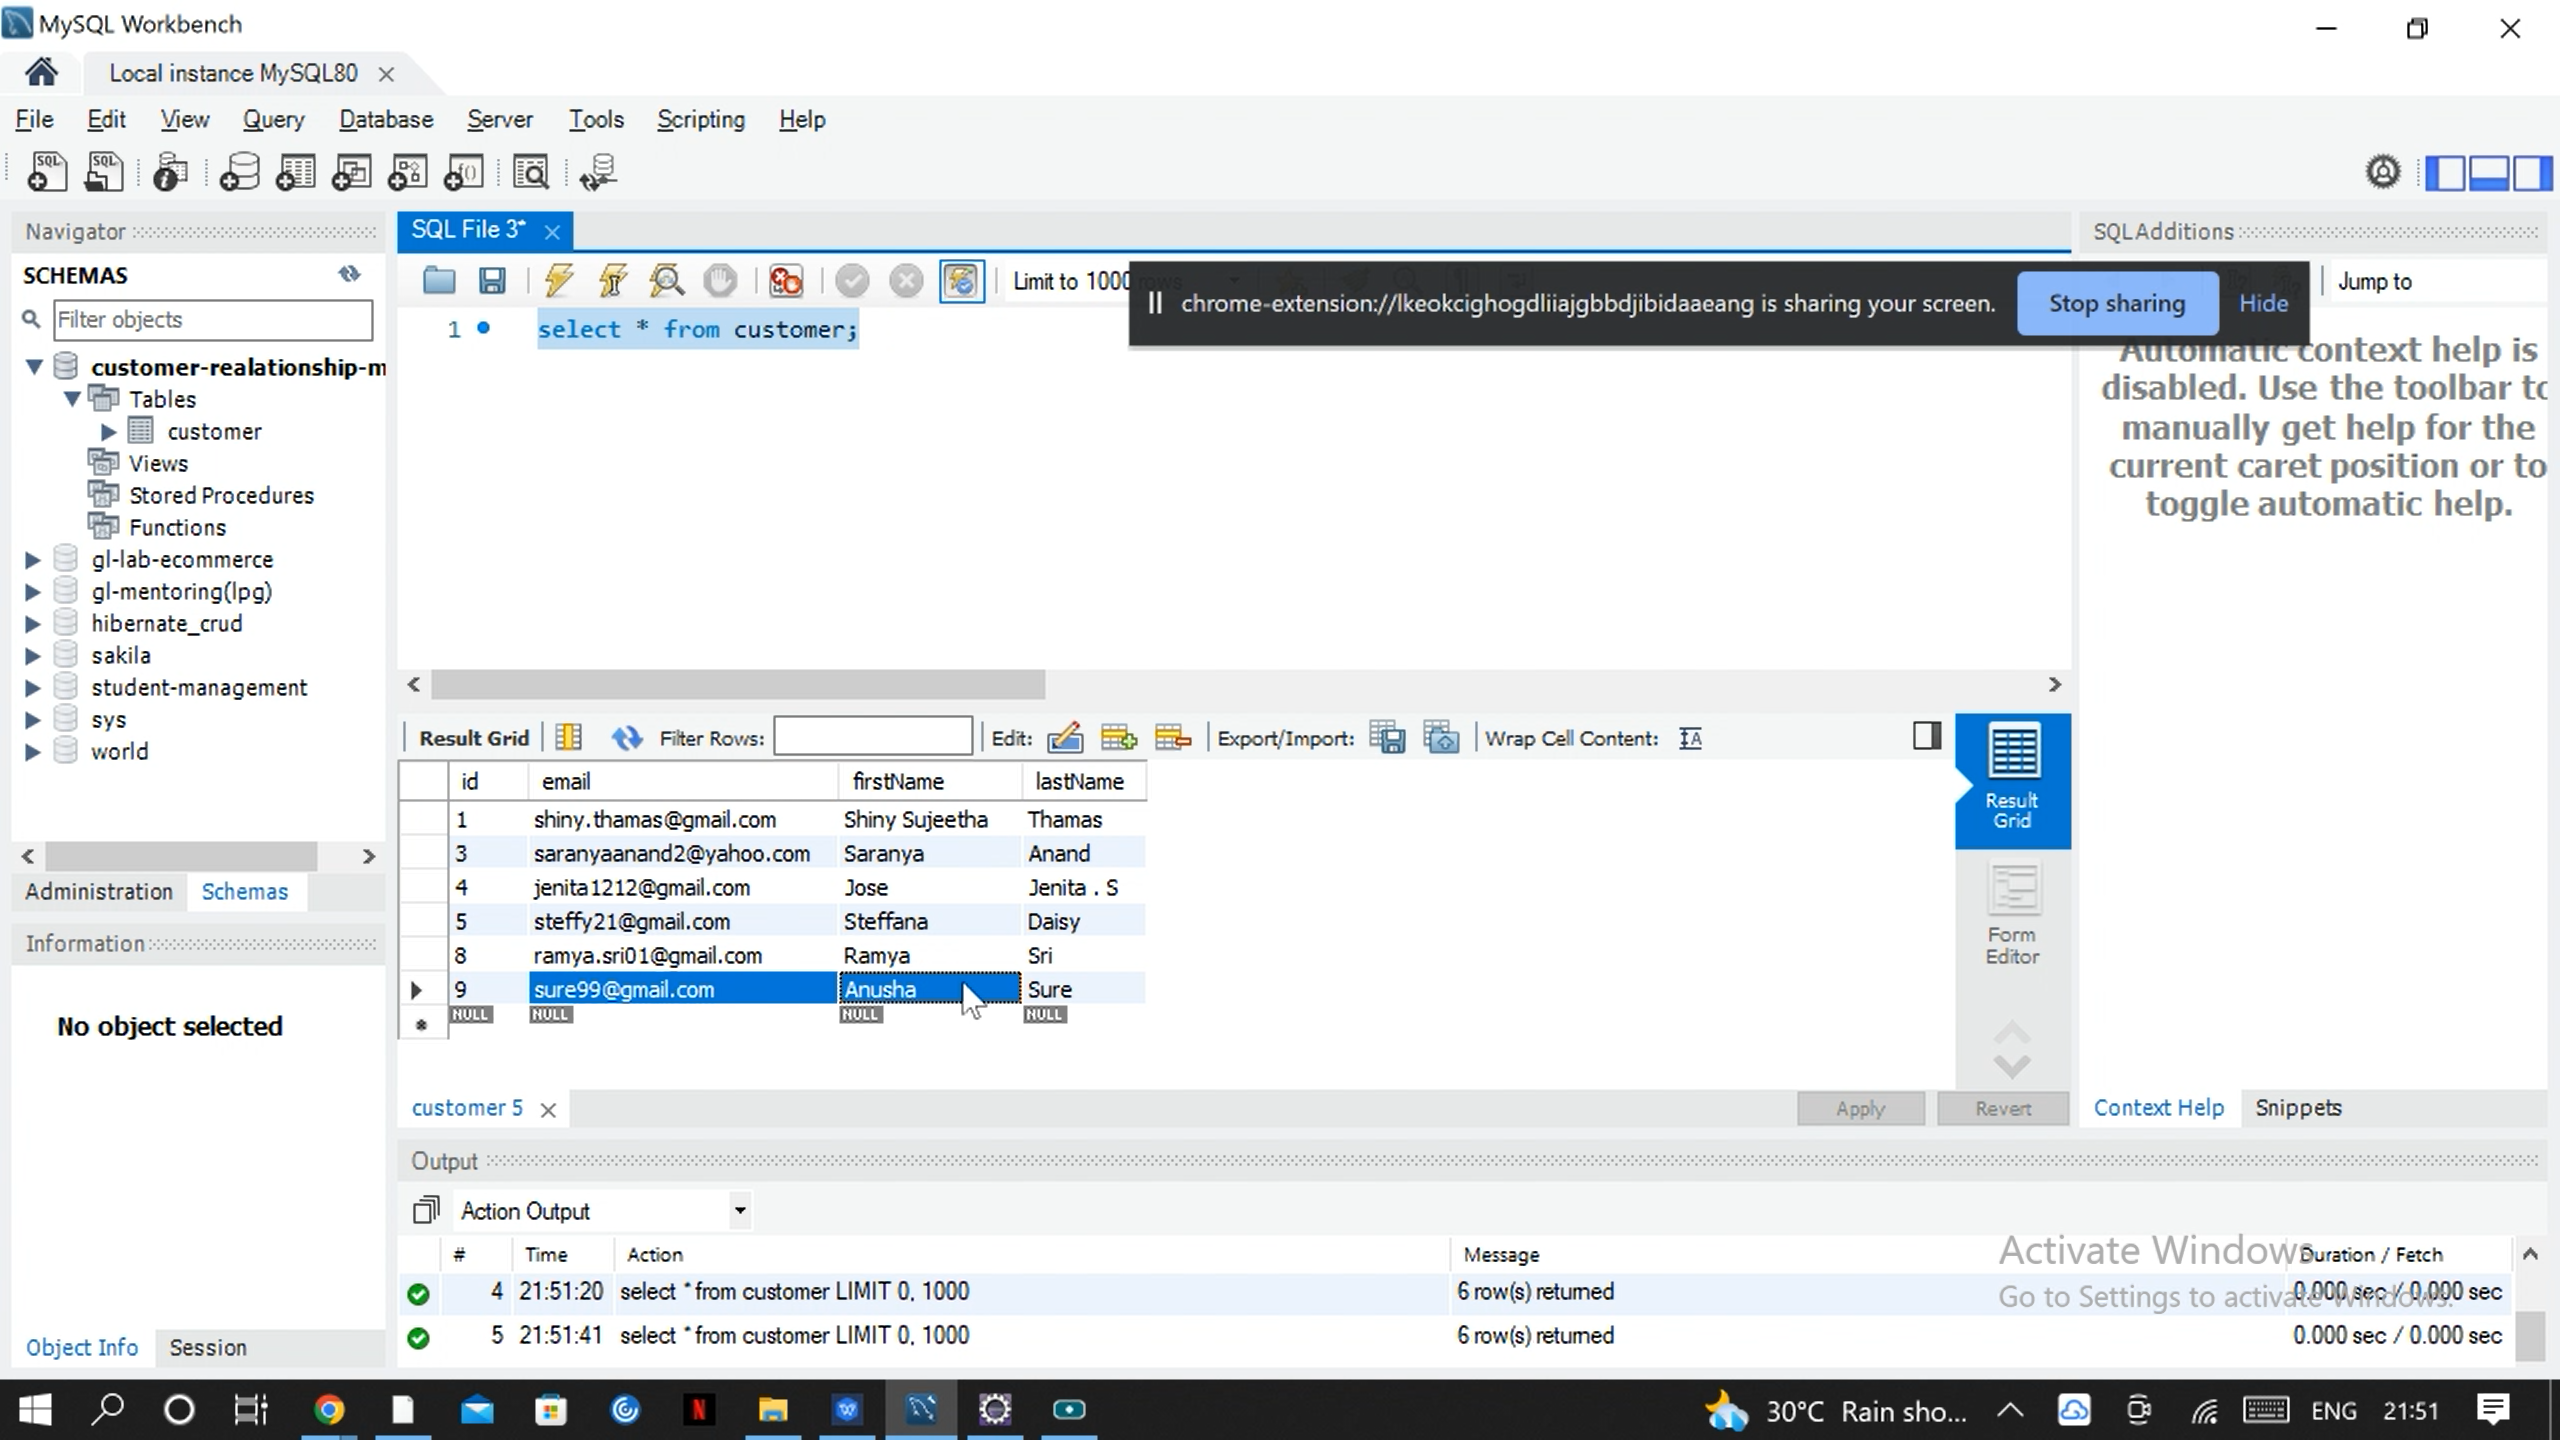 MySQL Workbench
Local instance MySQL80
File Edit View Query Database Server Tools Scripting Help
Navigator
SQL File 3*
SQLAdditions
SCHEMAS
Limit to 1000 rows
chrome-extension://lkeokcighogdliiajgbbdjibidaaeang is sharing your screen. Stop sharing Hide
Jump to
Filter objects
1 select * from customer;
Automatic context help is
disabled. Use the toolbar to
manually get help for the
current caret position or to
toggle automatic help.
customer-realationship-m
Tables
customer
Views
Stored Procedures
Functions
gl-lab-ecommerce
gl-mentoring(lpg)
hibernate_crud
sakila
student-management
sys
world
Administration Schemas
Information
No object selected
Object Info Session
Result Grid Filter Rows: Edit: Export/Import: Wrap Cell Content:
id email firstName lastName
1 shiny.thamas@gmail.com Shiny Sujeetha Thamas
3 saranyaanand2@yahoo.com Saranya Anand
4 jenita1212@gmail.com Jose Jenita . S
5 steffy21@gmail.com Steffana Daisy
8 ramya.sri01@gmail.com Ramya Sri
9 sure99@gmail.com Anusha Sure
NULL NULL NULL NULL
Result
Grid
Form
Editor
customer 5
Apply Revert
Context Help Snippets
Output
Action Output
# Time Action Message Duration / Fetch
4 21:51:20 select * from customer LIMIT 0, 1000 6 row(s) returned 0.000 sec / 0.000 sec
5 21:51:41 select * from customer LIMIT 0, 1000 6 row(s) returned 0.000 sec / 0.000 sec
Activate Windows
Go to Settings to activate Windows.
30°C Rain sho... ENG 21:51